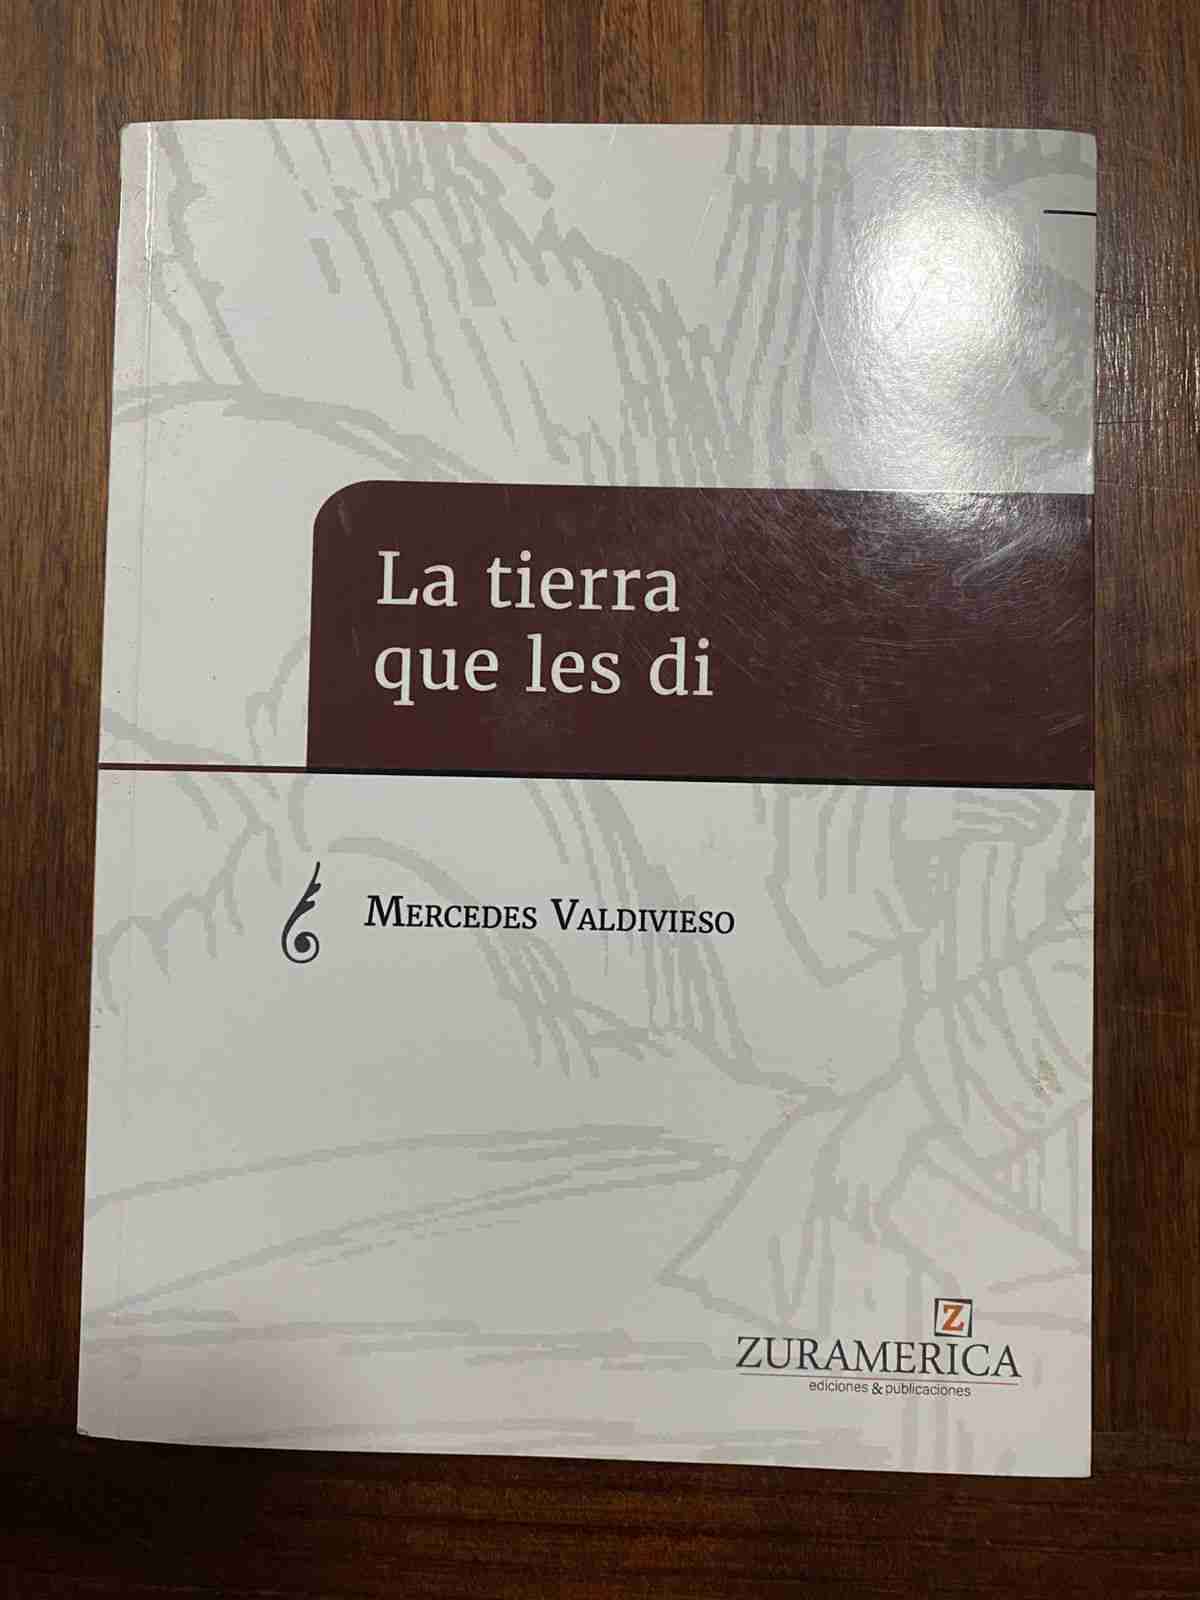 La tierra
que les di
MERCEDES VALDIVIESO
Z
ZURAMERICA
ediciones & publicaciones